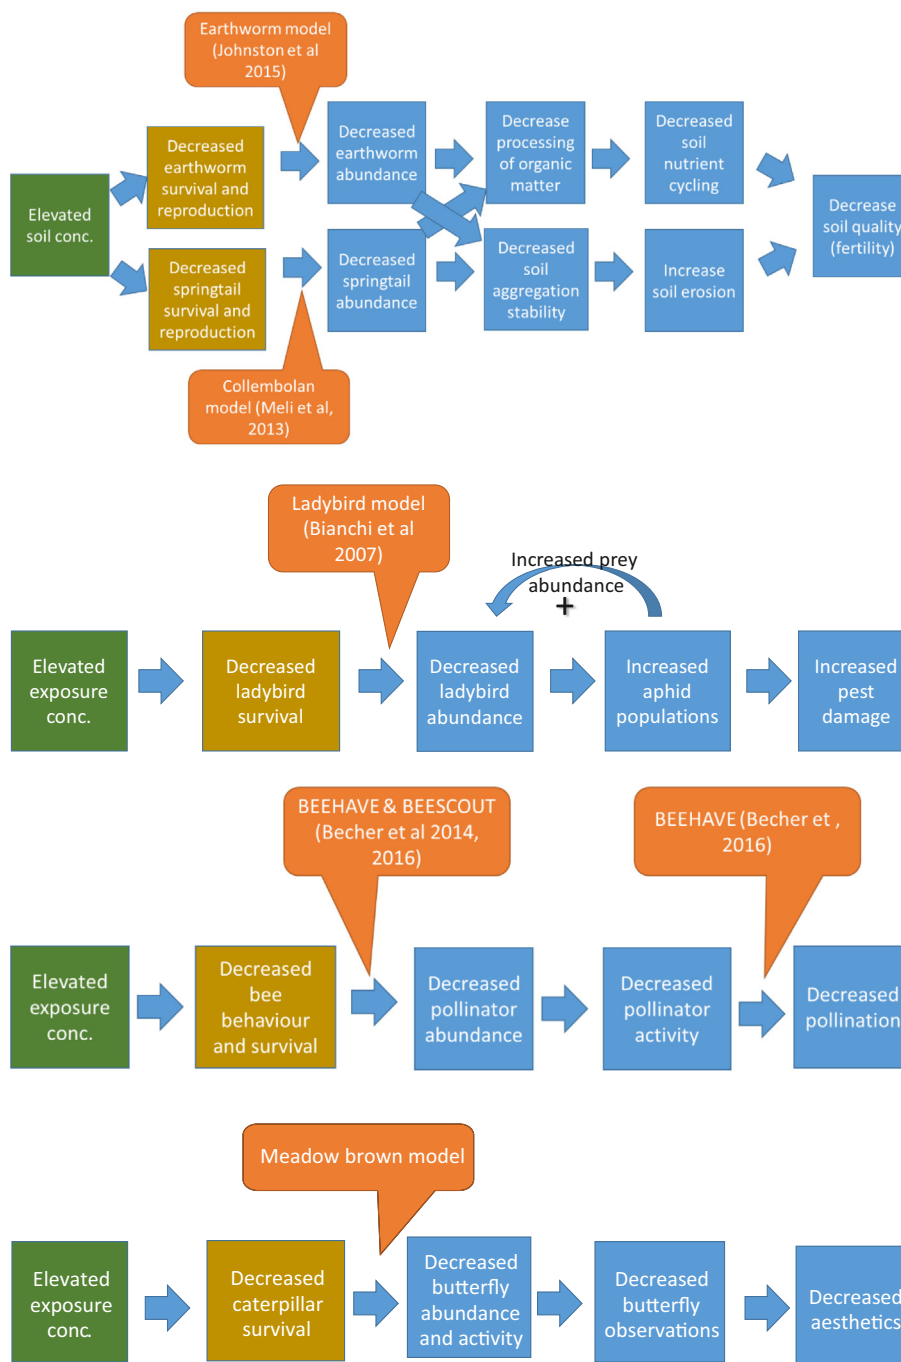 Earthworm model
(Johnston et al
2015)
Elevated
soil conc.
Decreased
earthworm
survival and
reproduction
Decreased
earthworm
abundance
Decrease
processing
of organic
matter
Decreased
soil
nutrient
cycling
Decrease
soil quality
(fertility)
Decreased
springtail
survival and
reproduction
Decreased
springtail
abundance
Decreased
soil
aggregation
stability
Increase
soil erosion
Collembolan
model (Meli et al,
2013)
Ladybird model
(Bianchi et al
2007)
Increased prey
abundance
+
Elevated
exposure
conc.
Decreased
ladybird
survival
Decreased
ladybird
abundance
Increased
aphid
populations
Increased
pest
damage
BEEHAVE & BEESCOUT
(Becher et al 2014,
2016)
BEEHAVE (Becher et ,
2016)
Elevated
exposure
conc.
Decreased
bee
behaviour
and survival
Decreased
pollinator
abundance
Decreased
pollinator
activity
Decreased
pollination
Meadow brown model
Elevated
exposure
conc.
Decreased
caterpillar
survival
Decreased
butterfly
abundance
and activity
Decreased
butterfly
observations
Decreased
aesthetics